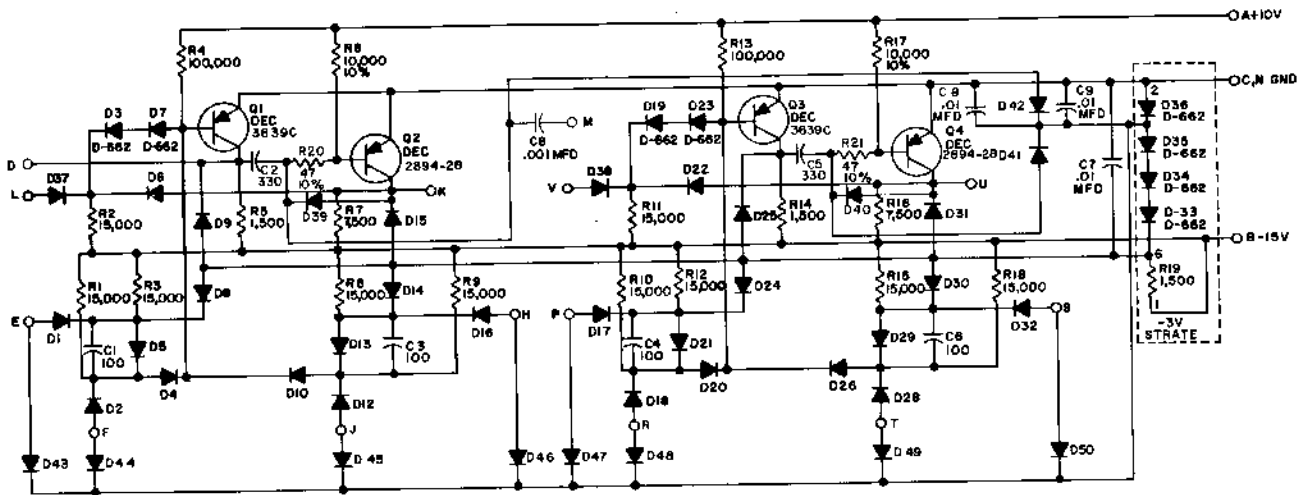 A+10V
R4
100,000
R8
10,000
10%
R13
100,000
R17
10,000
10%
C,N GND
D3
D-662
D7
D-662
Q1
DEC
3639C
Q2
DEC
2894-2B
C8
.001MFD
M
D19
D-662
D23
D-662
Q3
DEC
3639C
Q4
DEC
2894-2B
.01
MFD
D42
C9
.01
MFD
2
D36
D-662
D35
D-662
D34
D-662
D-33
D-662
D
L
D37
D6
C2
330
R20
47
10%
D39
K
V
D38
D22
C5
330
R21
47
10%
D40
U
D41
C7
.01
MFD
R2
15,000
D9
R5
1,500
R7
7,500
D15
R11
15,000
D25
R14
1,500
R16
7,500
D31
B-15V
6
R19
1,500
1
-3V
STRATE
R1
15,000
R3
15,000
D8
R6
15,000
D14
R9
15,000
R10
15,000
R12
15,000
D24
R15
15,000
D30
R18
15,000
E
D1
C1
100
D5
D13
C3
100
D16
H
P
D17
C4
100
D21
D29
C6
100
D32
S
D4
D10
D20
D26
D2
D12
D18
D28
F
J
R
T
D43
D44
D45
D46
D47
D48
D49
D50